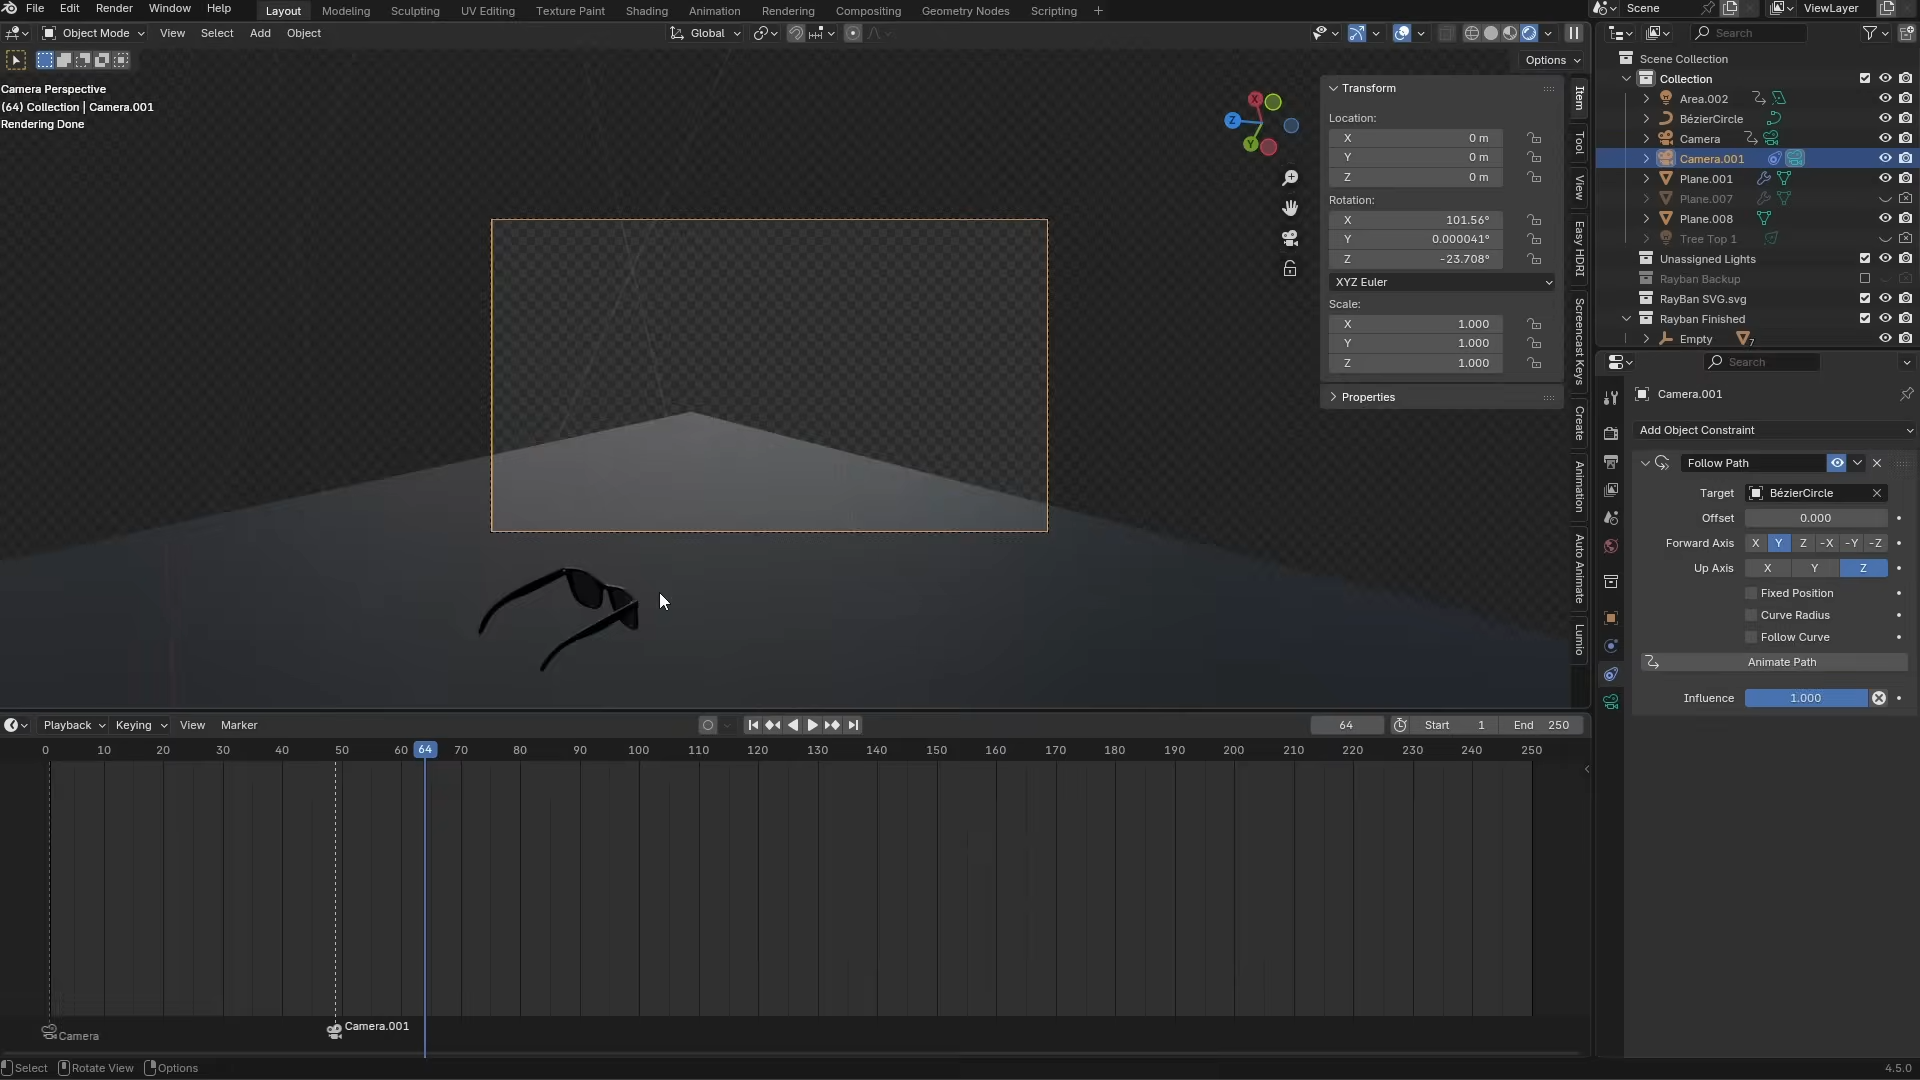 File Edit Render Window Help Layout Modeling Sculpting UV Editing Texture Paint Shading Animation Rendering Compositing Geometry Nodes Scripting + Scene ViewLayer
Object Mode View Select Add Object Global Search
Options
Camera Perspective
(64) Collection | Camera.001
Rendering Done
X
Z
Y
Transform
Location:
X 0 m
Y 0 m
Z 0 m
Rotation:
X 101.56°
Y 0.000041°
Z -23.708°
XYZ Euler
Scale:
X 1.000
Y 1.000
Z 1.000
Properties
Item
Tool
View
Easy HDRI
Screencast Keys
Create
Animation
Auto Animate
Lumio
Scene Collection
Collection
Area.002
BézierCircle
Camera
Camera.001
Plane.001
Plane.007
Plane.008
Tree Top 1
Unassigned Lights
Rayban Backup
RayBan SVG.svg
Rayban Finished
Empty 7
Search
Camera.001
Add Object Constraint
Follow Path
Target BézierCircle
Offset 0.000
Forward Axis X Y Z -X -Y -Z
Up Axis X Y Z
Fixed Position
Curve Radius
Follow Curve
Animate Path
Influence 1.000
Playback Keying View Marker 64 Start 1 End 250
0 10 20 30 40 50 60 64 70 80 90 100 110 120 130 140 150 160 170 180 190 200 210 220 230 240 250
Camera
Camera.001
Select Rotate View Options 4.5.0